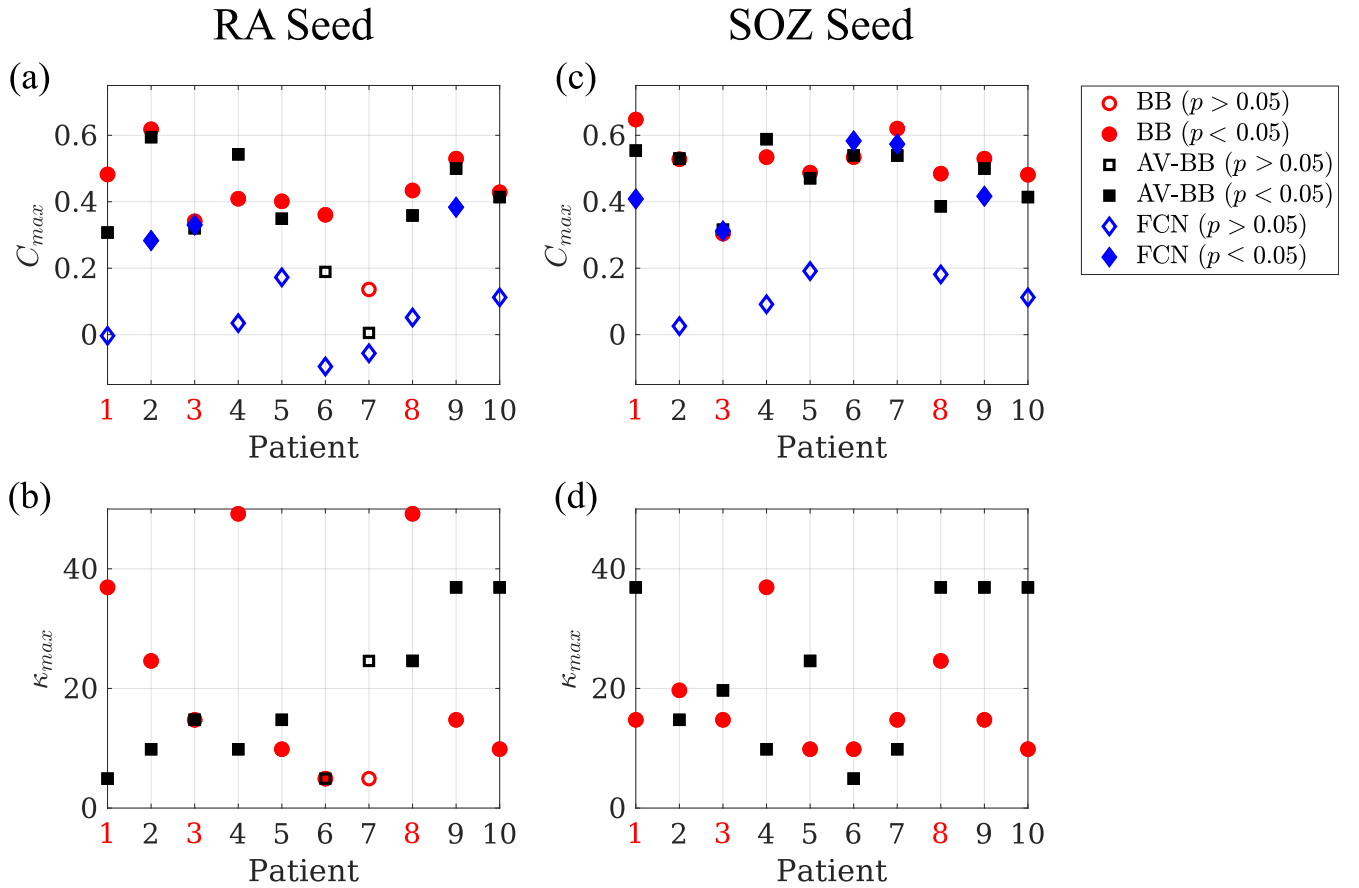 RA Seed
SOZ Seed
(a)
0.6
0.4
0.2
0
C_max
1 2 3 4 5 6 7 8 9 10
Patient
(c)
0.6
0.4
0.2
0
C_max
1 2 3 4 5 6 7 8 9 10
Patient
BB (p > 0.05)
BB (p < 0.05)
AV-BB (p > 0.05)
AV-BB (p < 0.05)
FCN (p > 0.05)
FCN (p < 0.05)
(b)
40
20
0
κ_max
1 2 3 4 5 6 7 8 9 10
Patient
(d)
40
20
0
κ_max
1 2 3 4 5 6 7 8 9 10
Patient